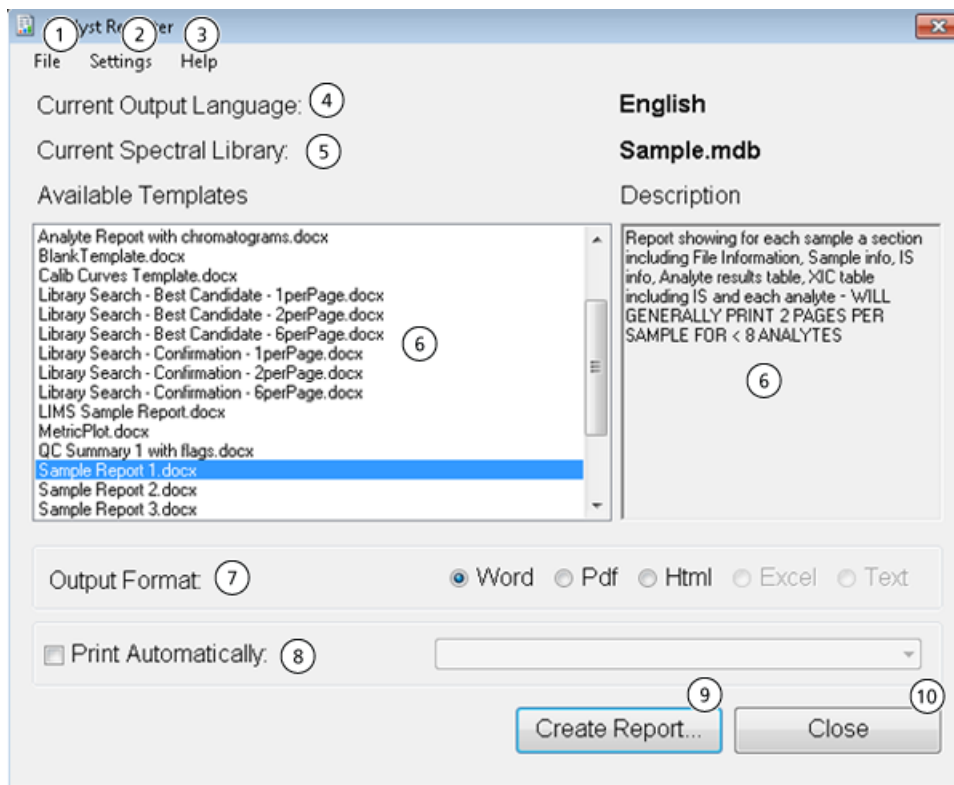 1 2 3
File Settings Help
Current Output Language: 4 English
Current Spectral Library: 5 Sample.mdb
Available Templates
Analyte Report with chromatograms.docx
BlankTemplate.docx
Calib Curves Template.docx
Library Search - Best Candidate - 1perPage.docx
Library Search - Best Candidate - 2perPage.docx
Library Search - Best Candidate - 6perPage.docx
Library Search - Confirmation - 1perPage.docx
Library Search - Confirmation - 2perPage.docx
Library Search - Confirmation - 6perPage.docx
LIMS Sample Report.docx
MetricPlot.docx
QC Summary 1 with flags.docx
Sample Report 1.docx
Sample Report 2.docx
Sample Report 3.docx
6
Description
Report showing for each sample a section
including File Information, Sample info, IS
info, Analyte results table, XIC table
including IS and each analyte - WILL
GENERALLY PRINT 2 PAGES PER
SAMPLE FOR < 8 ANALYTES
6
Output Format: 7 Word Pdf Html Excel Text
Print Automatically: 8
9 10
Create Report... Close